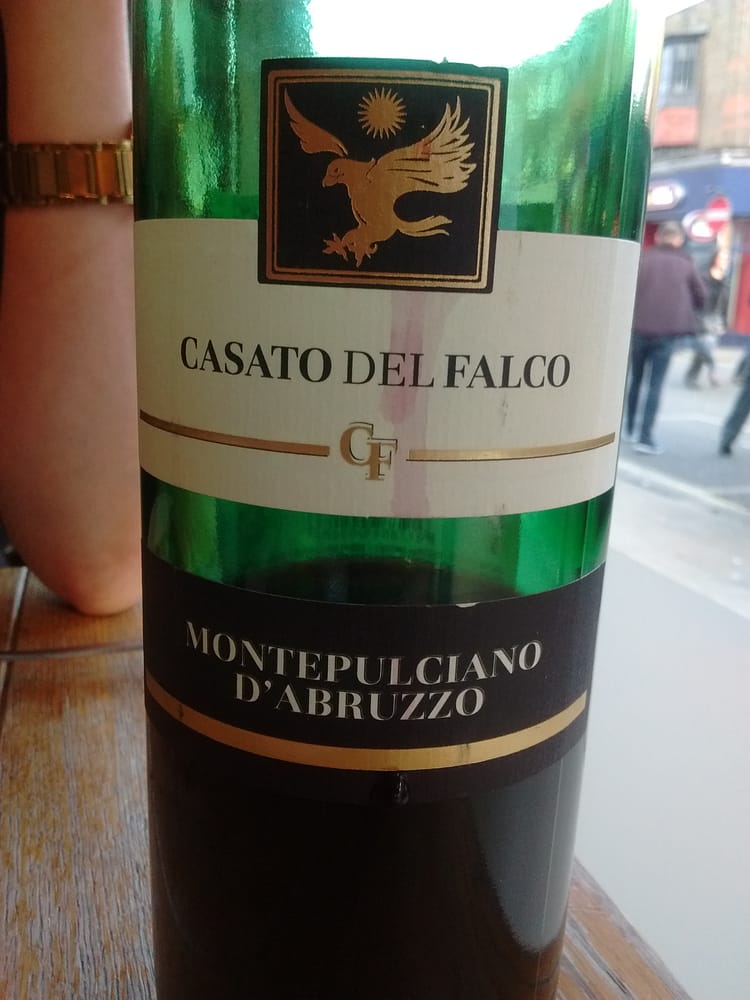 CASATO DEL FALCO
CF
MONTEPULCIANO
D'ABRUZZO